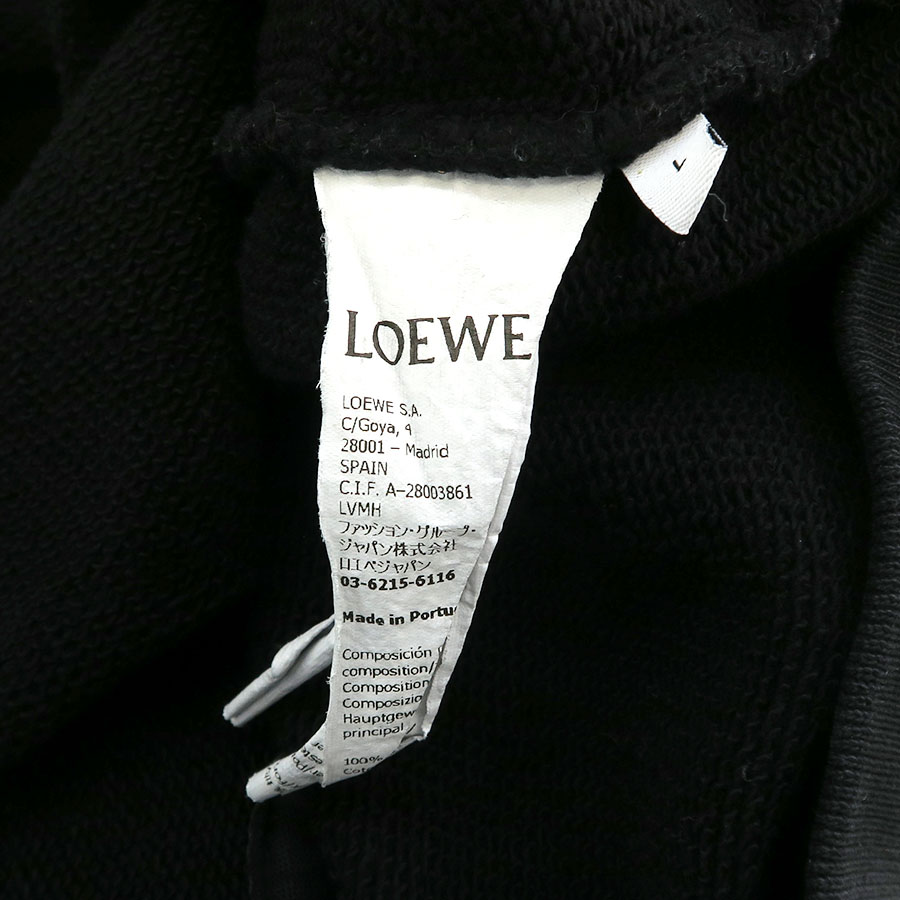 LOEWE
LOEWE S.A.
C/Goya, 4
28001 – Madrid
SPAIN
C.I.F. A-28003861
LVMH
ファッション・グループ
ジャパン株式会社
ロエベジャパン
03-6215-6116
Made in Portu
Composición
composition/
Composition
Composizio
Hauptgew
principal
100%
L